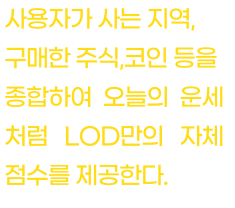 사용자가 사는 지역,
구매한 주식,코인 등을
종합하여 오늘의 운세
처럼 LOD만의 자체
점수를 제공한다.